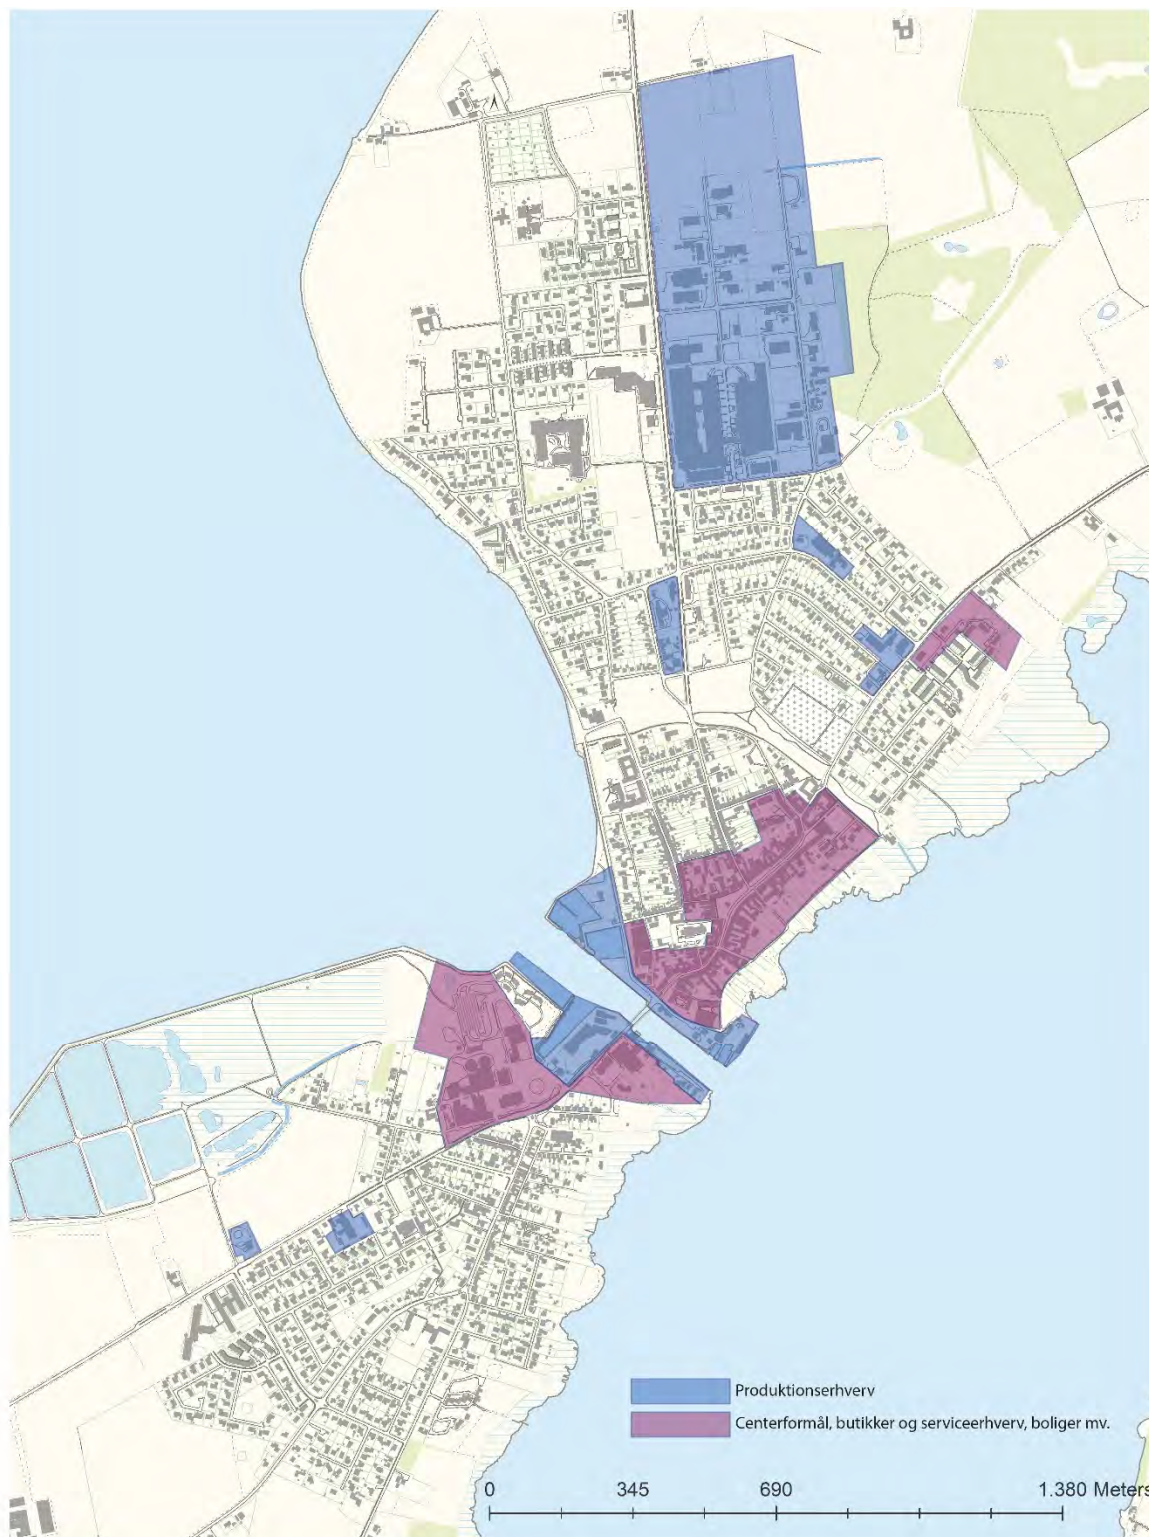 Produktionserhverv
Centerformål, butikker og serviceerhverv, boliger mv.
0 345 690 1.380 Meters